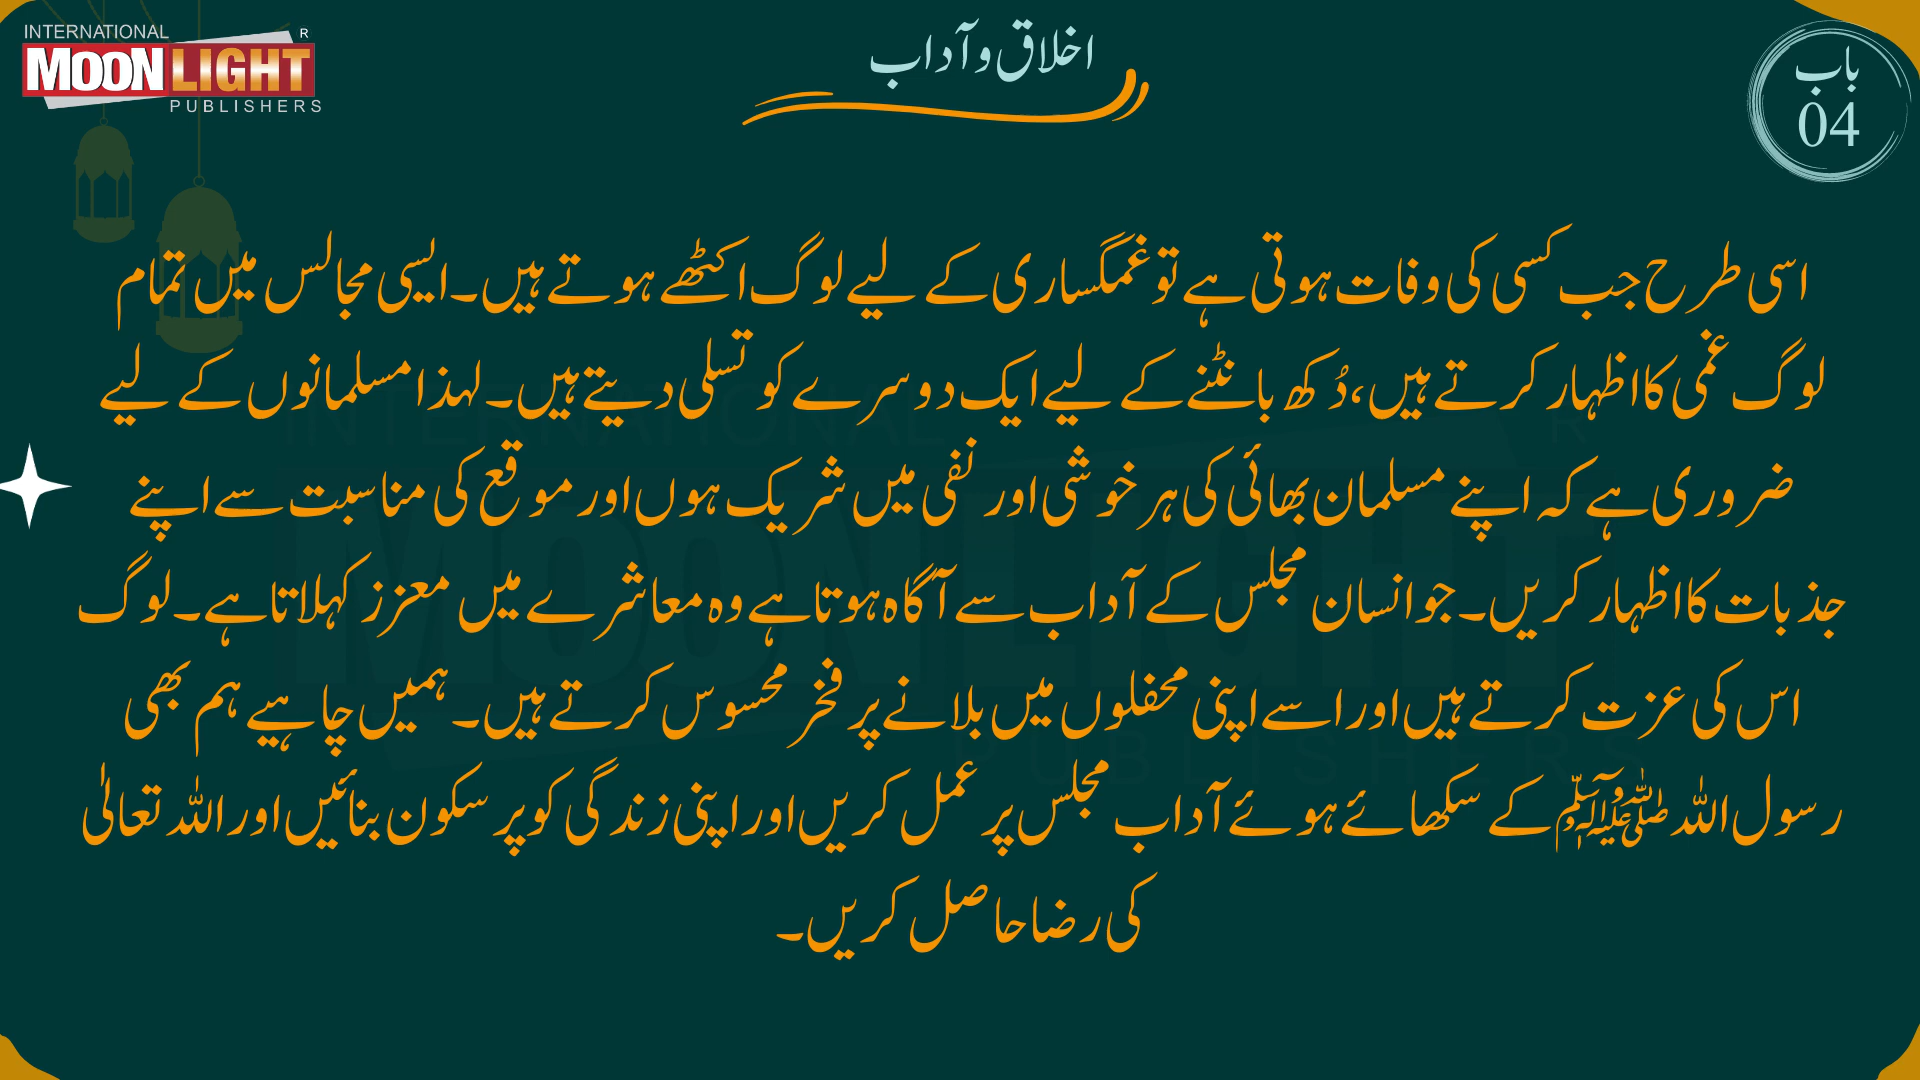 INTERNATIONAL
R
MOONLIGHT
PUBLISHERS
اخلاق و آداب
باب
04
اسی طرح جب کسی کی وفات ہوتی ہے تو غمگساری کے لیے لوگ اکٹھے ہوتے ہیں۔ ایسی مجالس میں تمام
لوگ غمی کا اظہار کرتے ہیں، دُکھ بانٹنے کے لیے ایک دوسرے کو تسلی دیتے ہیں۔ لہذا مسلمانوں کے لیے
ضروری ہے کہ اپنے مسلمان بھائی کی ہر خوشی اور نفی میں شریک ہوں اور موقع کی مناسبت سے اپنے
جذبات کا اظہار کریں۔ جو انسان مجلس کے آداب سے آگاہ ہوتا ہے وہ معاشرے میں معزز کہلاتا ہے۔ لوگ
اس کی عزت کرتے ہیں اور اسے اپنی محفلوں میں بلانے پر فخر محسوس کرتے ہیں۔ ہمیں چاہیے ہم بھی
رسول اللہ ﷺ کے سکھائے ہوئے آداب مجلس پر عمل کریں اور اپنی زندگی کو پر سکون بنائیں اور اللہ تعالیٰ
کی رضا حاصل کریں۔